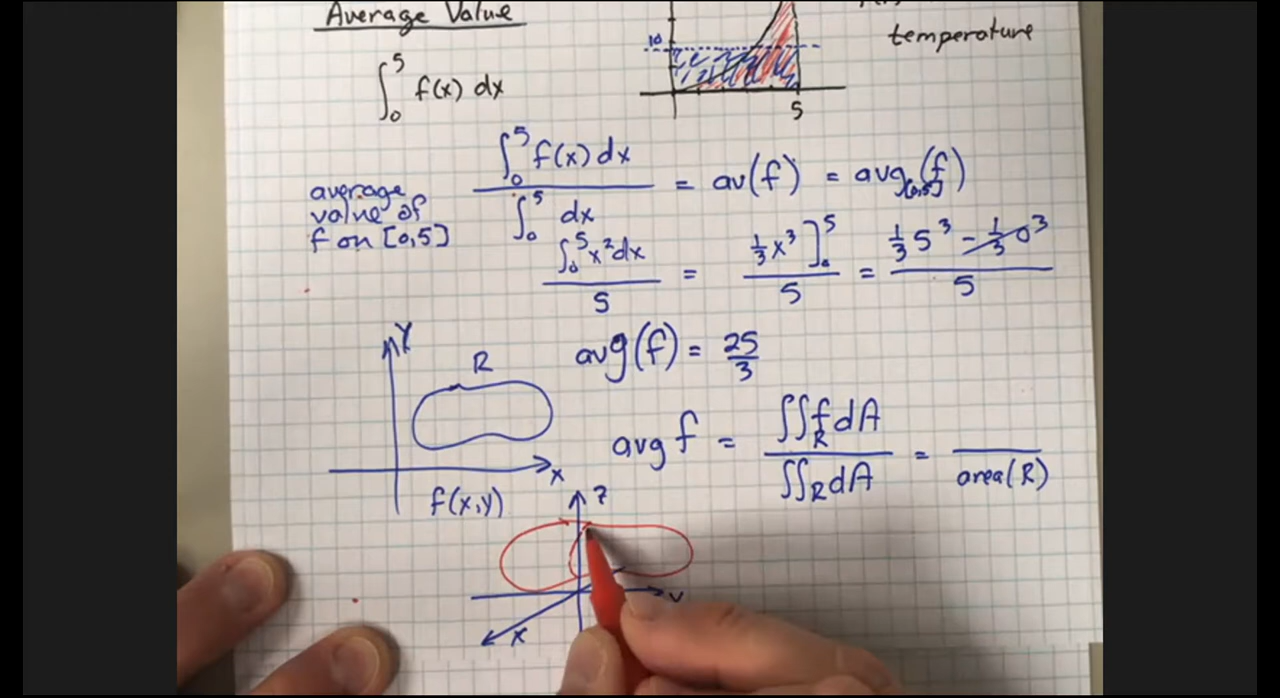 Average Value
temperature
10
∫₀⁵ f(x) dx
5
average
value of
f on [0,5]
∫₀⁵ f(x) dx / ∫₀⁵ dx = av(f) = avg[0,5](f)
∫₀⁵ x² dx / 5 = ⅓x³]₀⁵ / 5 = ⅓5³ - ⅓0³ / 5
Y
R
avg(f) = 25/3
avg f = ∫∫_R f dA / ∫∫_R dA = / area(R)
x
f(x,y)
z
x